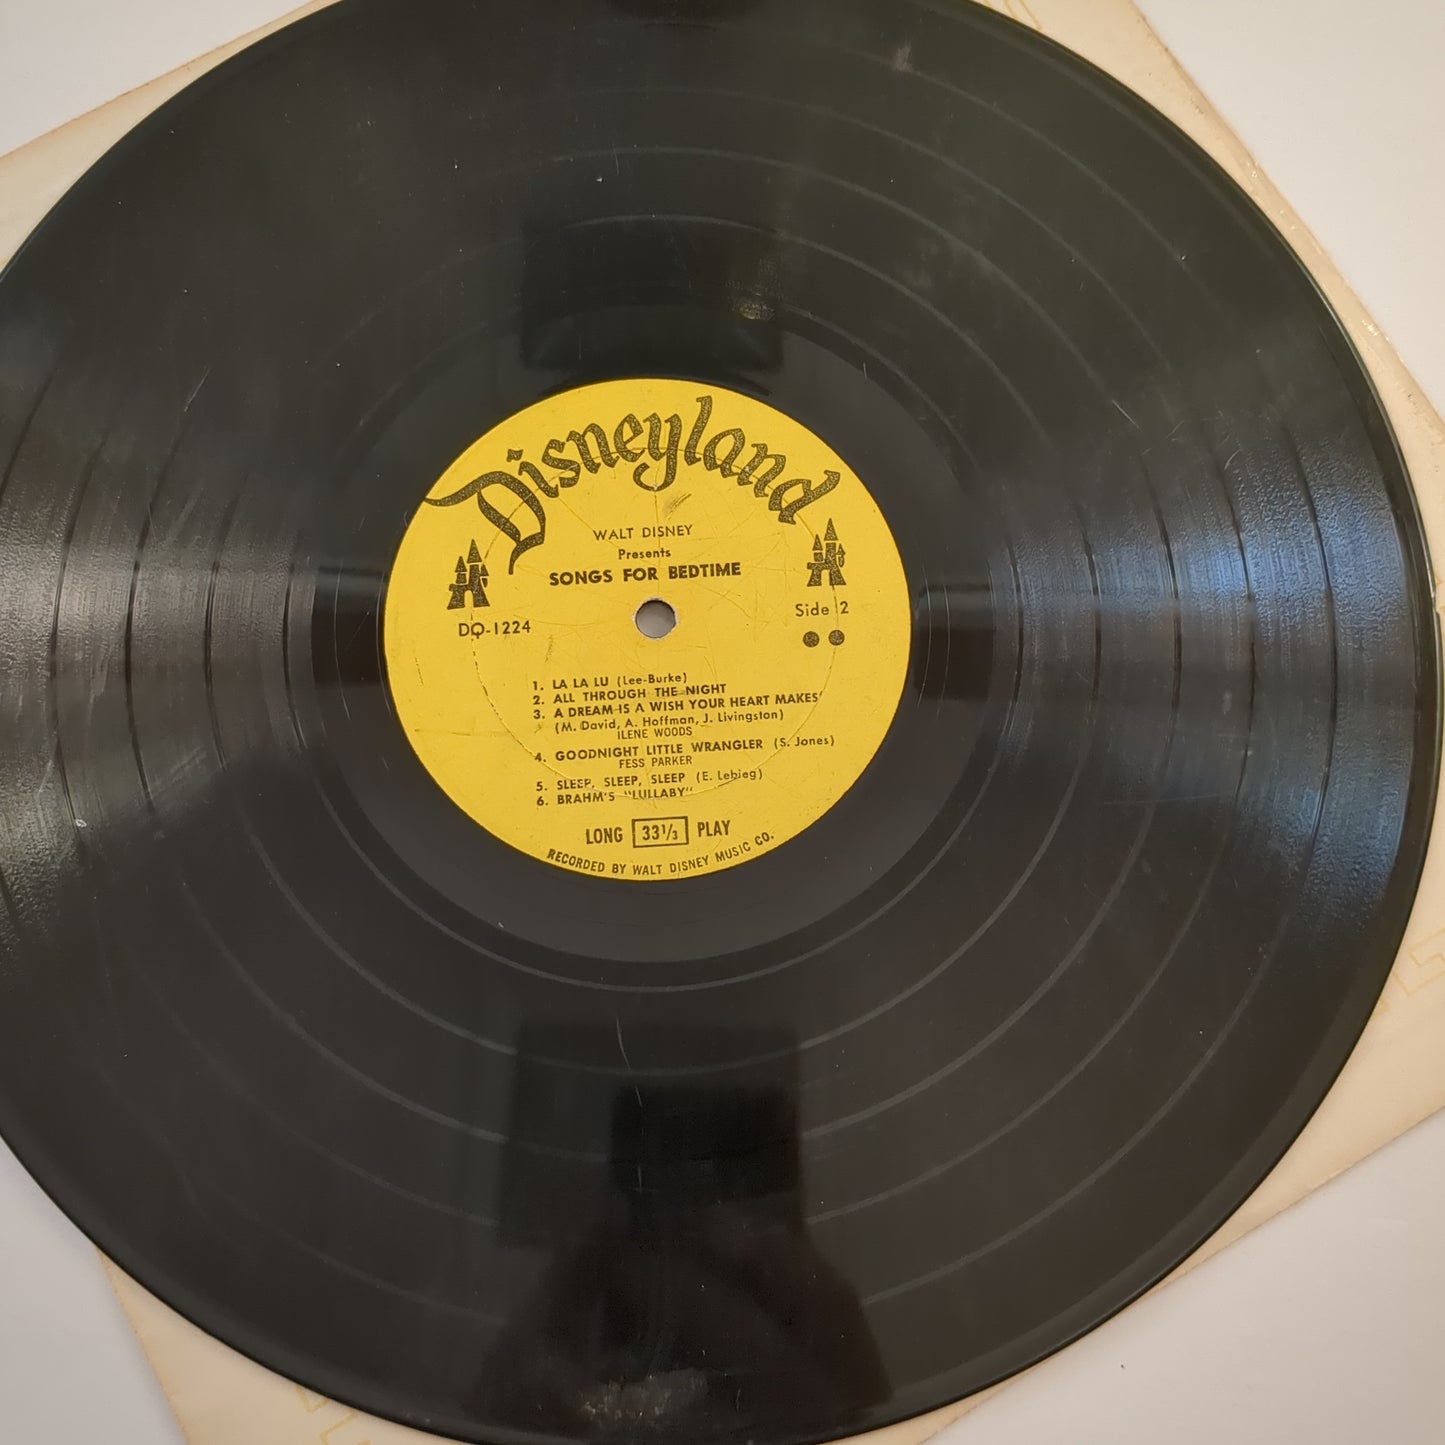 Disneyland
WALT DISNEY
Presents
SONGS FOR BEDTIME
DQ-1224
Side 2
1. LA LA LU (Lee-Burke)
2. ALL THROUGH THE NIGHT
3. A DREAM IS A WISH YOUR HEART MAKES
(M. David, A. Hoffman, J. Livingston)
ILENE WOODS
4. GOODNIGHT LITTLE WRANGLER (S. Jones)
FESS PARKER
5. SLEEP, SLEEP, SLEEP (E. Lebieg)
6. BRAHM'S "LULLABY"
LONG 33⅓ PLAY
RECORDED BY WALT DISNEY MUSIC CO.